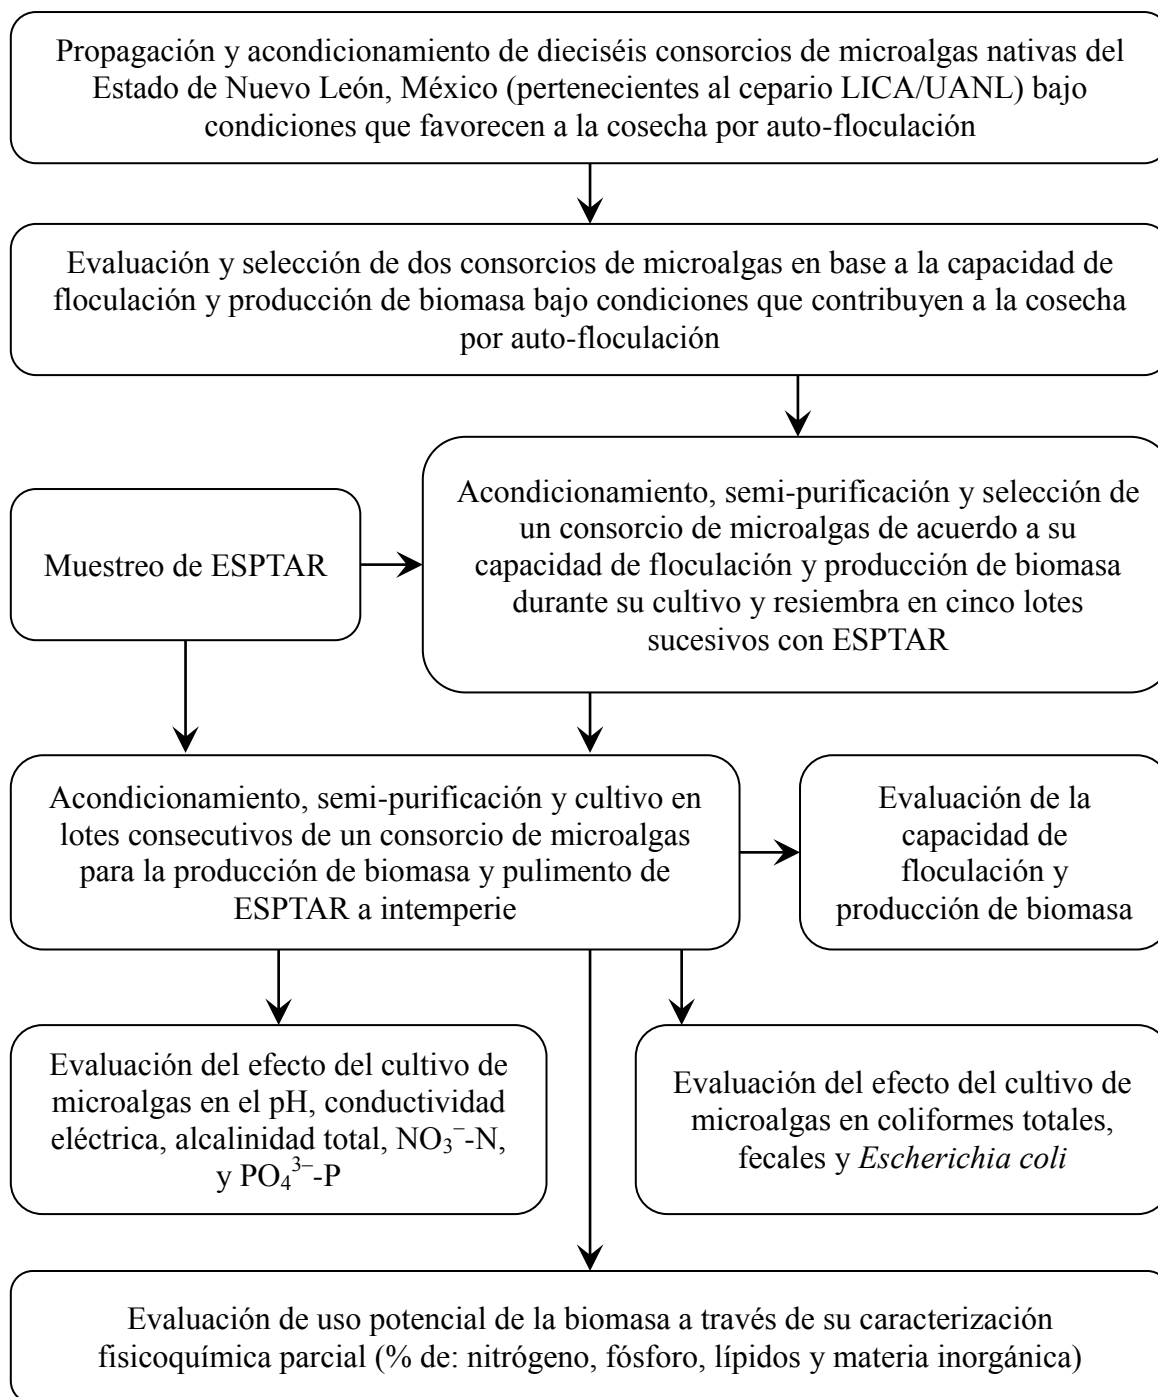 Propagación y acondicionamiento de dieciséis consorcios de microalgas nativas del
Estado de Nuevo León, México (pertenecientes al cepario LICA/UANL) bajo
condiciones que favorecen a la cosecha por auto-floculación
Evaluación y selección de dos consorcios de microalgas en base a la capacidad de
floculación y producción de biomasa bajo condiciones que contribuyen a la cosecha
por auto-floculación
Muestreo de ESPTAR
Acondicionamiento, semi-purificación y selección de
un consorcio de microalgas de acuerdo a su
capacidad de floculación y producción de biomasa
durante su cultivo y resiembra en cinco lotes
sucesivos con ESPTAR
Acondicionamiento, semi-purificación y cultivo en
lotes consecutivos de un consorcio de microalgas
para la producción de biomasa y pulimento de
ESPTAR a intemperie
Evaluación de la
capacidad de
floculación y
producción de biomasa
Evaluación del efecto del cultivo de
microalgas en el pH, conductividad
eléctrica, alcalinidad total, NO₃⁻-N,
y PO₄³⁻-P
Evaluación del efecto del cultivo de
microalgas en coliformes totales,
fecales y Escherichia coli
Evaluación de uso potencial de la biomasa a través de su caracterización
fisicoquímica parcial (% de: nitrógeno, fósforo, lípidos y materia inorgánica)